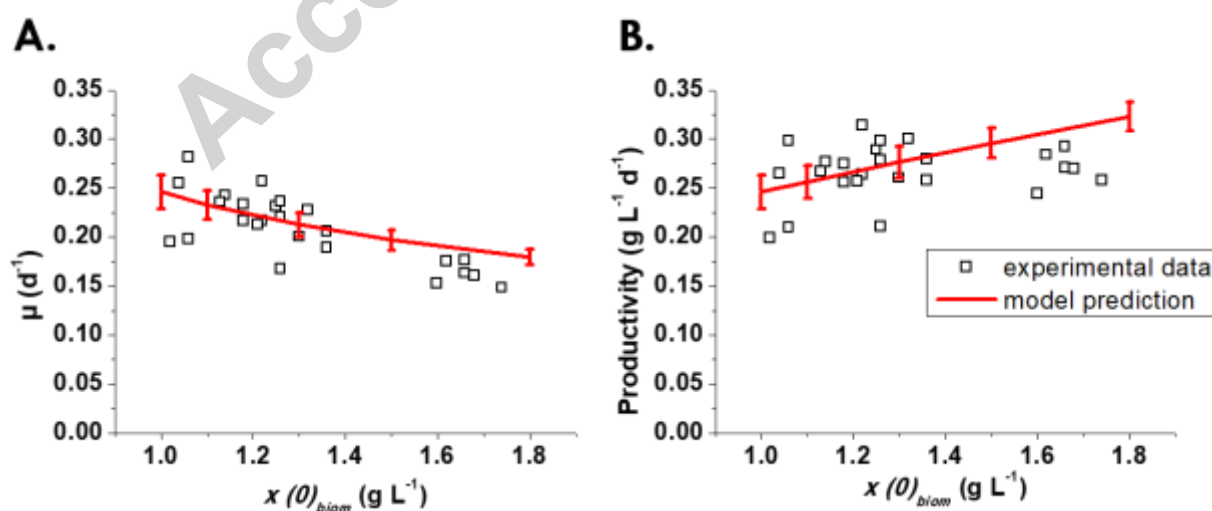 A.
Acce
0.35
0.30
0.25
0.20
0.15
0.10
0.05
0.00
μ (d⁻¹)
1.0 1.2 1.4 1.6 1.8
x (0)biom (g L⁻¹)
B.
0.35
0.30
0.25
0.20
0.15
0.10
0.05
0.00
Productivity (g L⁻¹ d⁻¹)
experimental data
model prediction
1.0 1.2 1.4 1.6 1.8
x (0)biom (g L⁻¹)